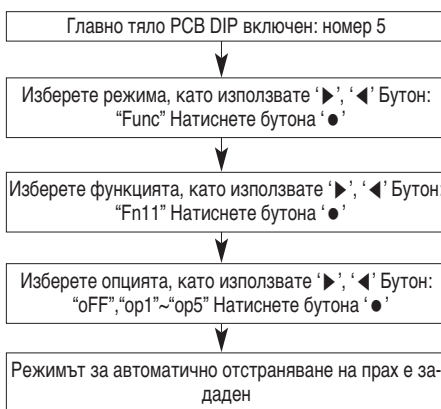 Главно тяло PCB DIP включен: номер 5
Изберете режима, като използвате ‘▶’, ‘◀’ Бутон:
“Func” Натиснете бутона ‘●’
Изберете функцията, като използвате ‘▶’, ‘◀’ Бутон:
“Fn11” Натиснете бутона ‘●’
Изберете опцията, като използвате ‘▶’, ‘◀’ Бутон:
“oFF”,“op1”~“op5” Натиснете бутона ‘●’
Режимът за автоматично отстраняване на прах е за-
даден